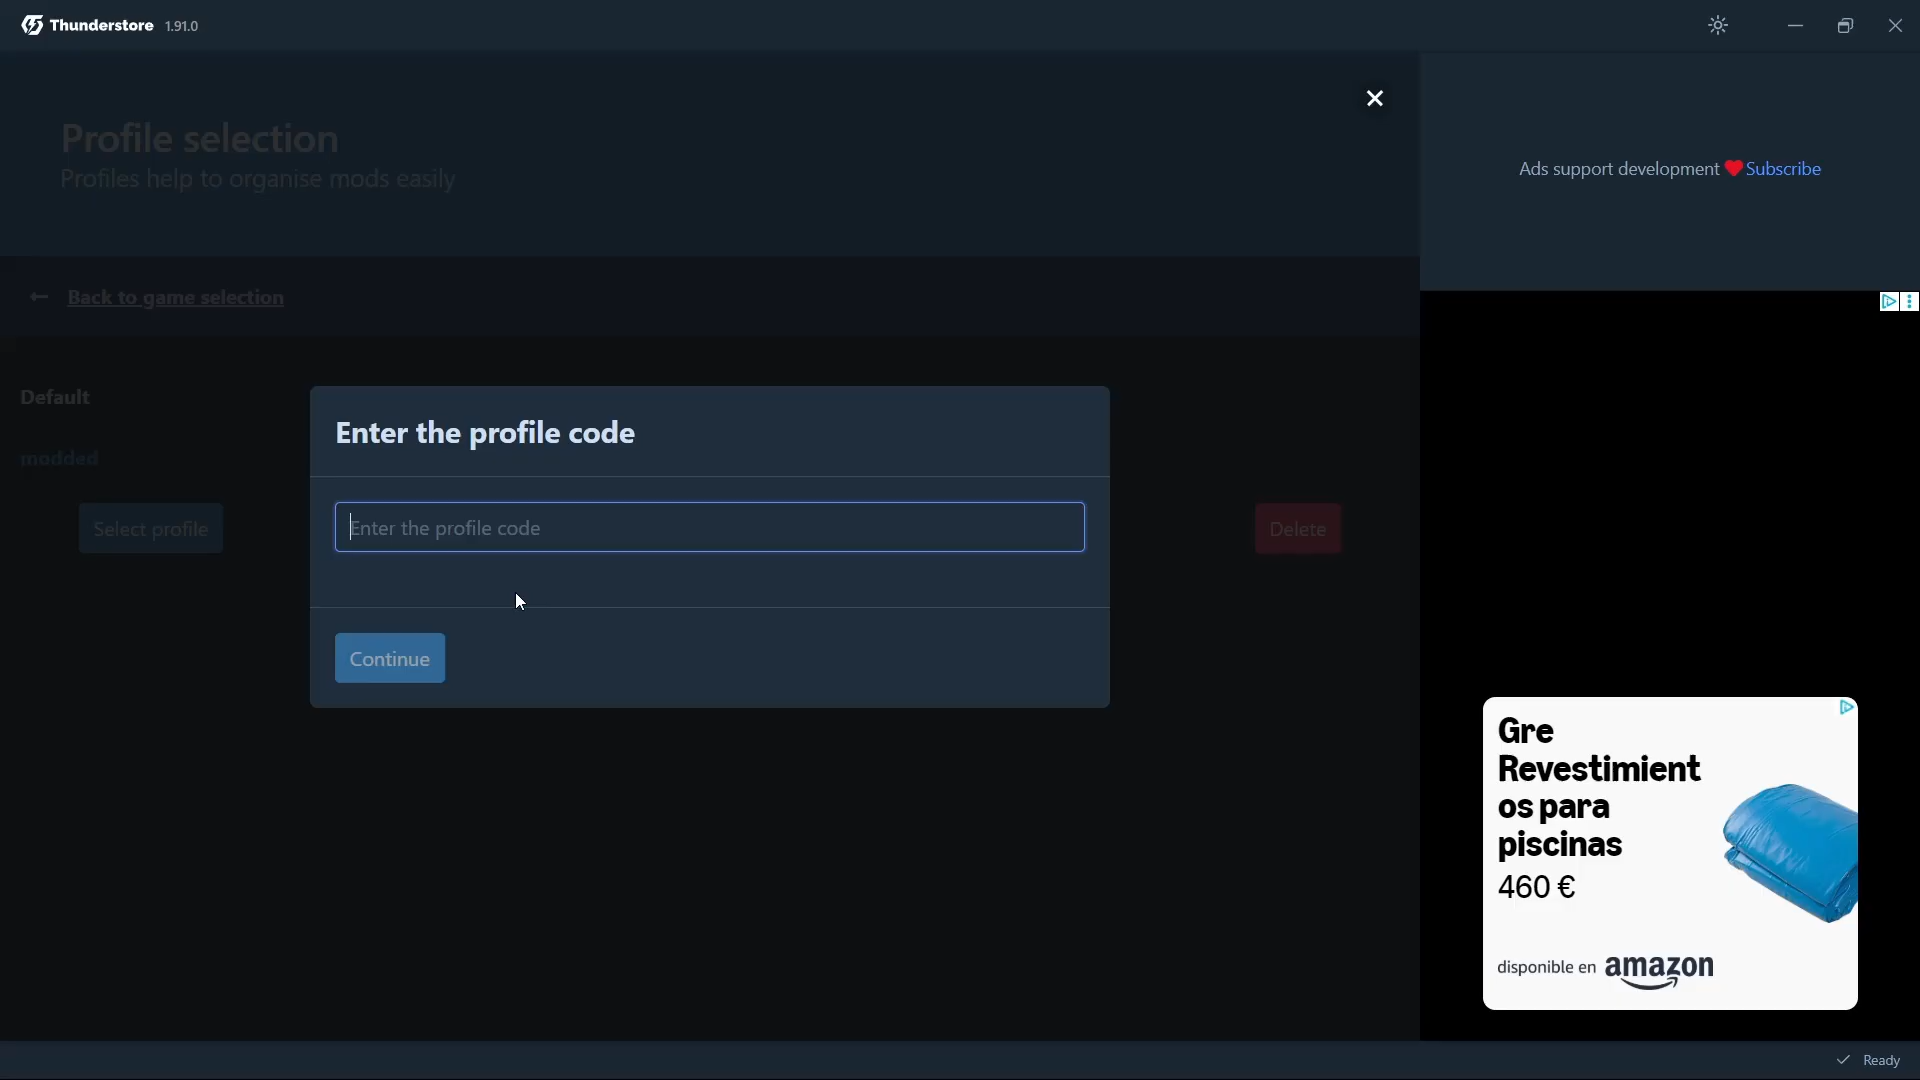 Thunderstore 1.91.0
Profile selection
Profiles help to organise mods easily
Ads support development Subscribe
Back to game selection
Default
modded
Enter the profile code
Enter the profile code
Select profile
Delete
Continue
Gre
Revestimient
os para
piscinas
460 €
disponible en amazon
Ready